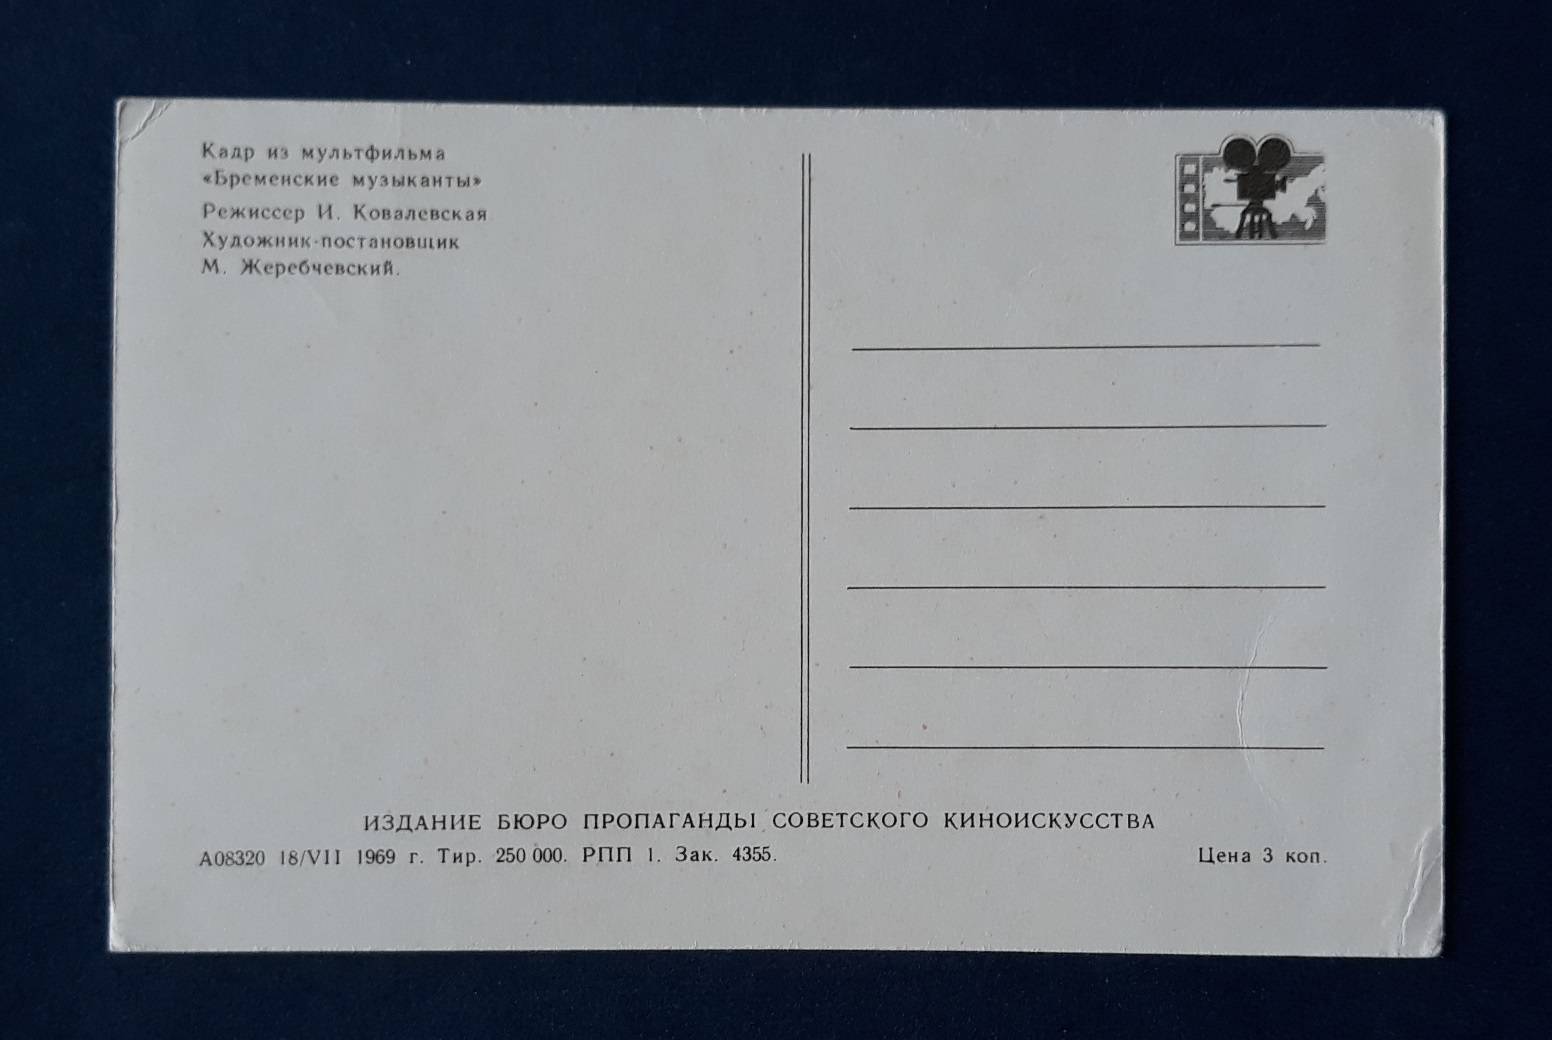 Кадр из мультфильма
«Бременские музыканты»
Режиссер И. Ковалевская
Художник-постановщик
М. Жеребчевский.
ИЗДАНИЕ БЮРО ПРОПАГАНДЫ СОВЕТСКОГО КИНОИСКУССТВА
А08320 18/VII 1969 г. Тир. 250 000. РПП 1. Зак. 4355.
Цена 3 коп.